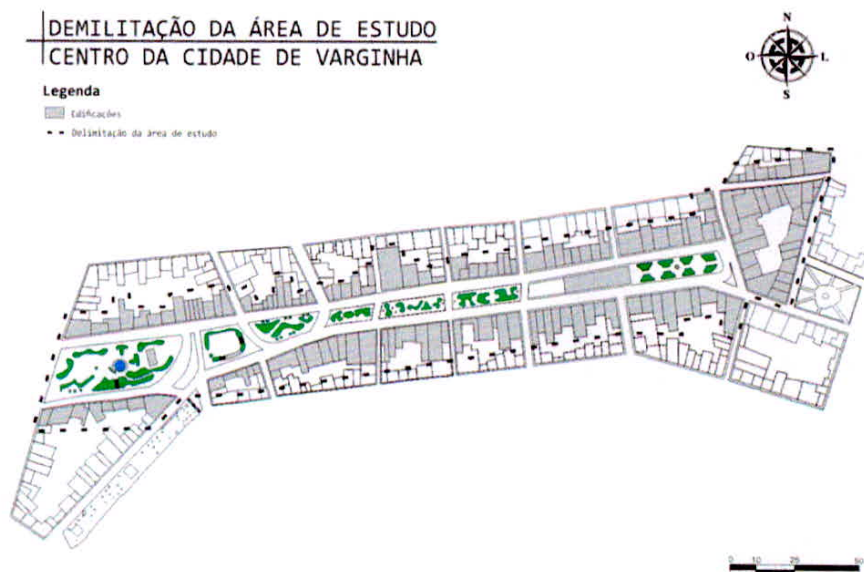 DEMILITAÇÃO DA ÁREA DE ESTUDO
CENTRO DA CIDADE DE VARGINHA
Legenda
Edificações
Delimitação da área de estudo
N
O
L
S
0 10 25 50